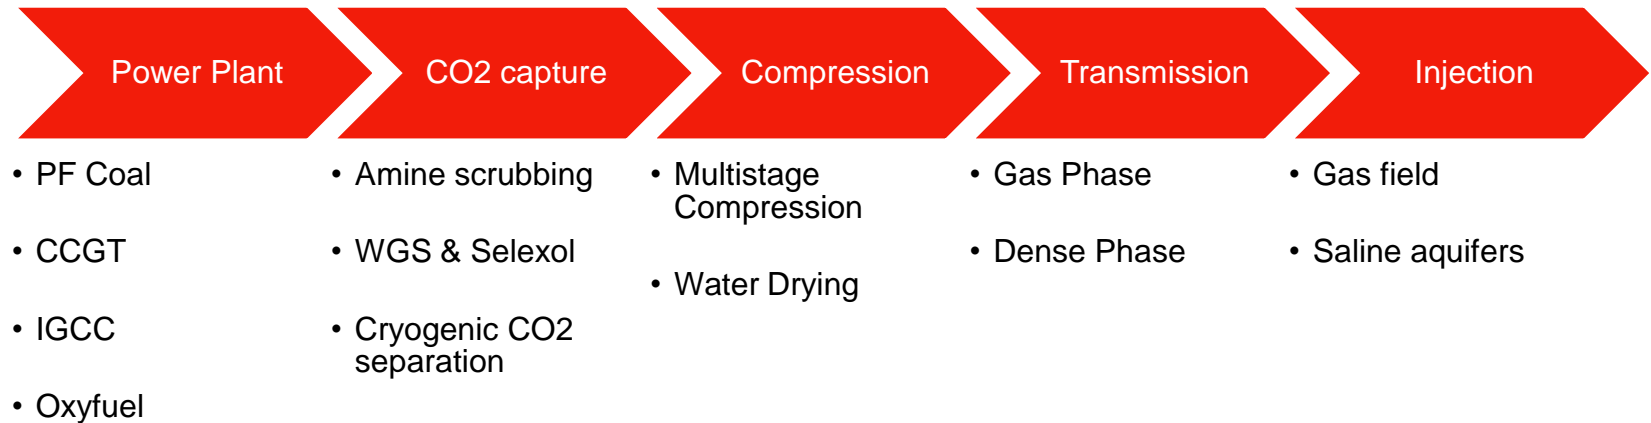 Power Plant
CO2 capture
Compression
Transmission
Injection
• PF Coal
• CCGT
• IGCC
• Oxyfuel
• Amine scrubbing
• WGS & Selexol
• Cryogenic CO2
separation
• Multistage
Compression
• Water Drying
• Gas Phase
• Dense Phase
• Gas field
• Saline aquifers